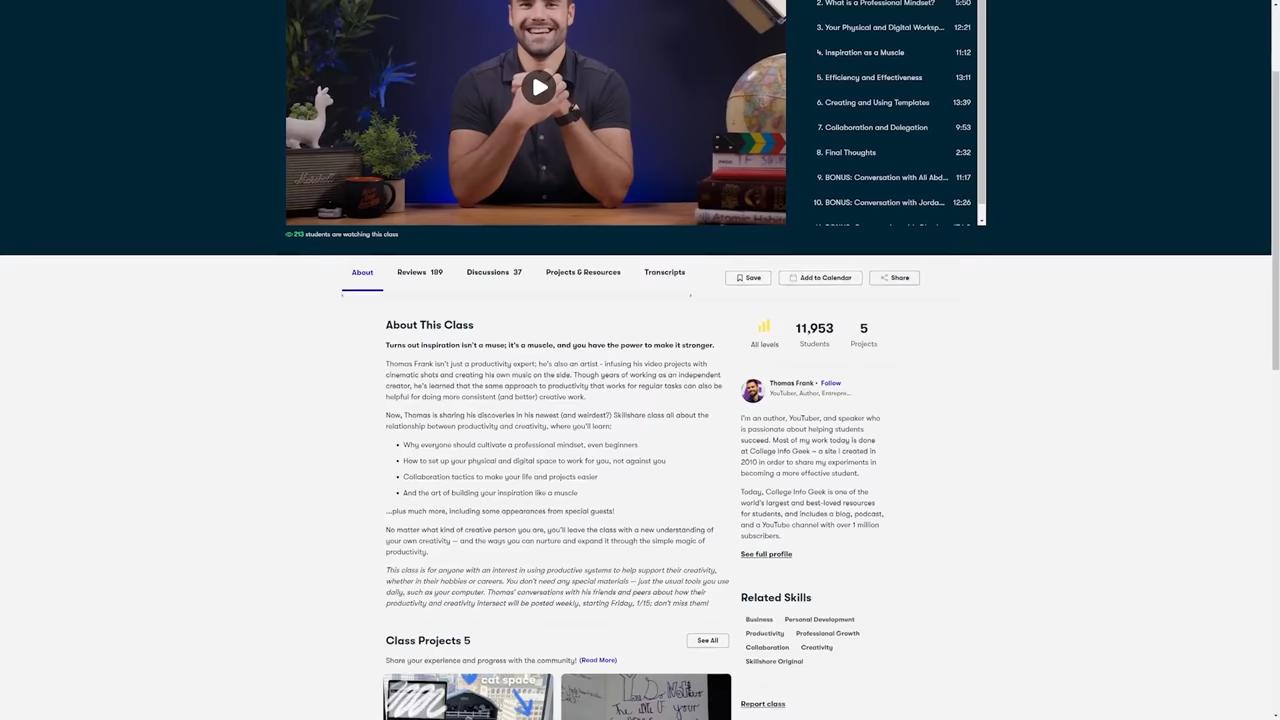 2. What is a Professional Mindset? 5:50
3. Your Physical and Digital Worksp... 12:21
4. Inspiration as a Muscle 11:12
5. Efficiency and Effectiveness 13:11
6. Creating and Using Templates 13:39
7. Collaboration and Delegation 9:53
8. Final Thoughts 2:32
9. BONUS: Conversation with Ali Abd... 11:17
10. BONUS: Conversation with Jorda... 12:26
PROD.
Atomic Habits
213 students are watching this class
About Reviews 189 Discussions 37 Projects & Resources Transcripts Save Add to Calendar Share
About This Class
Turns out inspiration isn't a muse; it's a muscle, and you have the power to make it stronger.
Thomas Frank isn't just a productivity expert; he's also an artist - infusing his video projects with
cinematic shots and creating his own music on the side. Though years of working as an independent
creator, he's learned that the same approach to productivity that works for regular tasks can also be
helpful for doing more consistent (and better) creative work.
Now, Thomas is sharing his discoveries in his newest (and weirdest?) Skillshare class all about the
relationship between productivity and creativity, where you'll learn:
• Why everyone should cultivate a professional mindset, even beginners
• How to set up your physical and digital space to work for you, not against you
• Collaboration tactics to make your life and projects easier
• And the art of building your inspiration like a muscle
...plus much more, including some appearances from special guests!
No matter what kind of creative person you are, you'll leave the class with a new understanding of
your own creativity — and the ways you can nurture and expand it through the simple magic of
productivity.
This class is for anyone with an interest in using productive systems to help support their creativity,
whether in their hobbies or careers. You don't need any special materials — just the usual tools you use
daily, such as your computer. Thomas' conversations with his friends and peers about how their
productivity and creativity intersect will be posted weekly, starting Friday, 1/15; don't miss them!
Class Projects 5
See All
Share your experience and progress with the community! (Read More)
cat space
You Do Not
The life of your
11,953 5
All levels Students Projects
Thomas Frank • Follow
YouTuber, Author, Entrepre...
I'm an author, YouTuber, and speaker who
is passionate about helping students
succeed. Most of my work today is done
at College Info Geek – a site I created in
2010 in order to share my experiments in
becoming a more effective student.
Today, College Info Geek is one of the
world's largest and best-loved resources
for students, and includes a blog, podcast,
and a YouTube channel with over 1 million
subscribers.
See full profile
Related Skills
Business Personal Development
Productivity Professional Growth
Collaboration Creativity
Skillshare Original
Report class